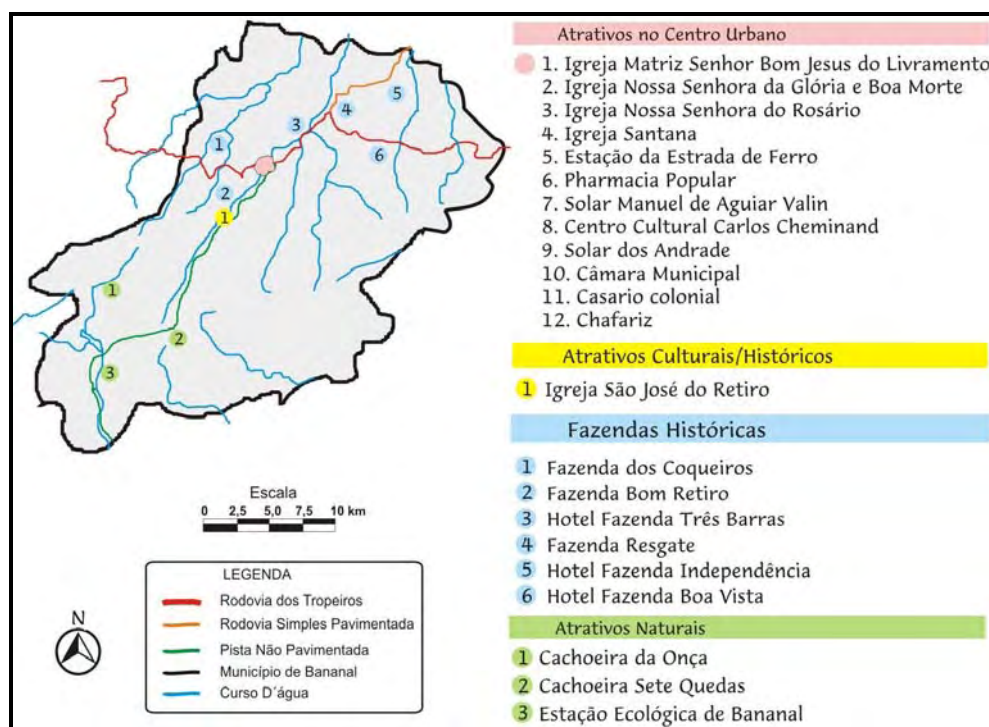 Atrativos no Centro Urbano
1. Igreja Matriz Senhor Bom Jesus do Livramento
2. Igreja Nossa Senhora da Glória e Boa Morte
3. Igreja Nossa Senhora do Rosário
4. Igreja Santana
5. Estação da Estrada de Ferro
6. Pharmacia Popular
7. Solar Manuel de Aguiar Valin
8. Centro Cultural Carlos Cheminand
9. Solar dos Andrade
10. Câmara Municipal
11. Casario colonial
12. Chafariz
Atrativos Culturais/Históricos
1 Igreja São José do Retiro
Fazendas Históricas
1 Fazenda dos Coqueiros
2 Fazenda Bom Retiro
3 Hotel Fazenda Três Barras
4 Fazenda Resgate
5 Hotel Fazenda Independência
6 Hotel Fazenda Boa Vista
Atrativos Naturais
1 Cachoeira da Onça
2 Cachoeira Sete Quedas
3 Estação Ecológica de Bananal
5
4
3
1
6
2
1
1
2
3
Escala
0 2,5 5,0 7,5 10 km
LEGENDA
Rodovia dos Tropeiros
Rodovia Simples Pavimentada
Pista Não Pavimentada
Município de Bananal
Curso D´água
N